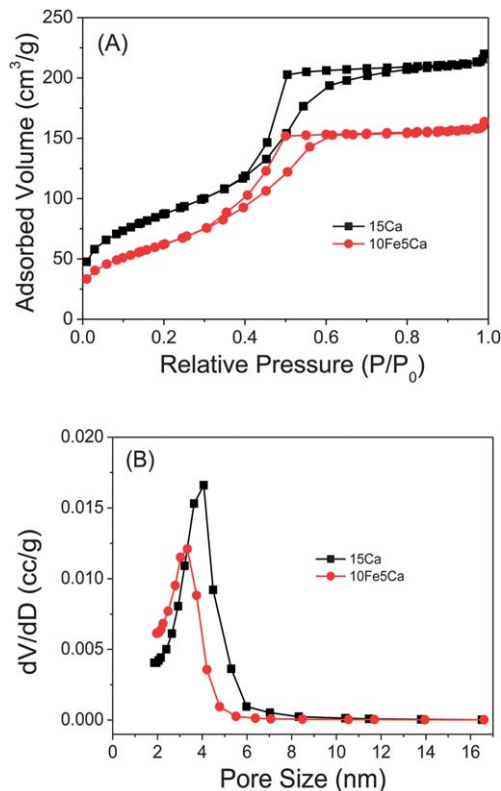 (A)
250
200
150
100
50
0
Adsorbed Volume (cm³/g)
15Ca
10Fe5Ca
0.0 0.2 0.4 0.6 0.8 1.0
Relative Pressure (P/P₀)
(B)
0.020
0.015
0.010
0.005
0.000
dV/dD (cc/g)
15Ca
10Fe5Ca
0 2 4 6 8 10 12 14 16
Pore Size (nm)